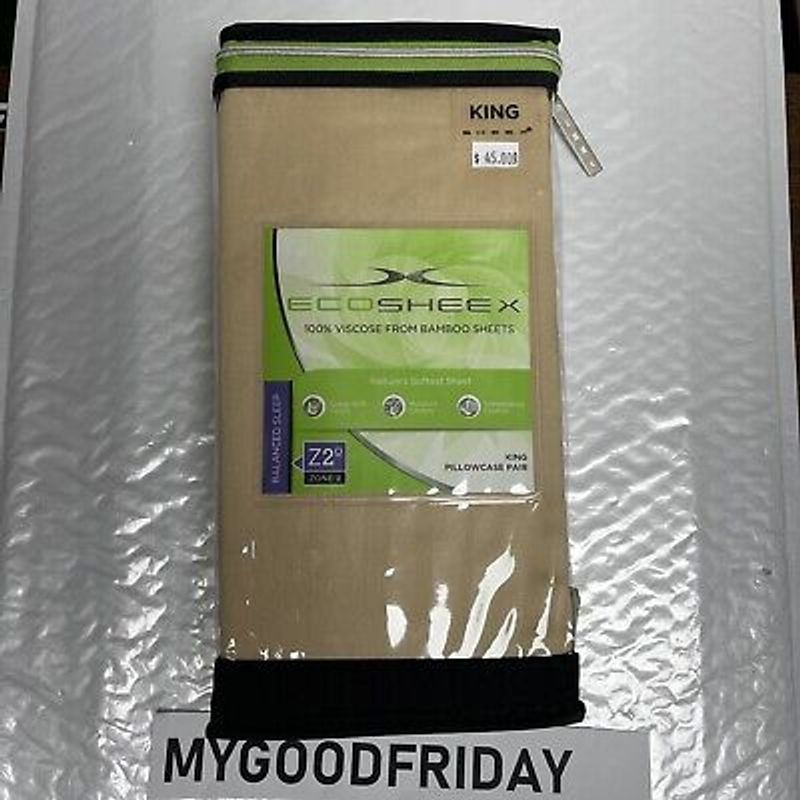 KING
$ 45.00
ECOSHEEX
100% VISCOSE FROM BAMBOO SHEETS
Nature's Softest Sheet
BALANCED SLEEP
Z2°
ZONE 2
KING
PILLOWCASE PAIR
MYGOODFRIDAY